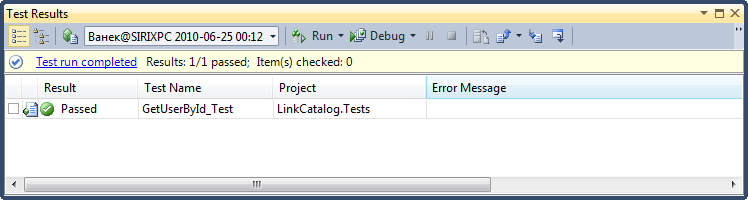 Test Results
Ванек@SIRIXPC 2010-06-25 00:12 Run Debug
Test run completed Results: 1/1 passed; Item(s) checked: 0
Result Test Name Project Error Message
Passed GetUserById_Test LinkCatalog.Tests